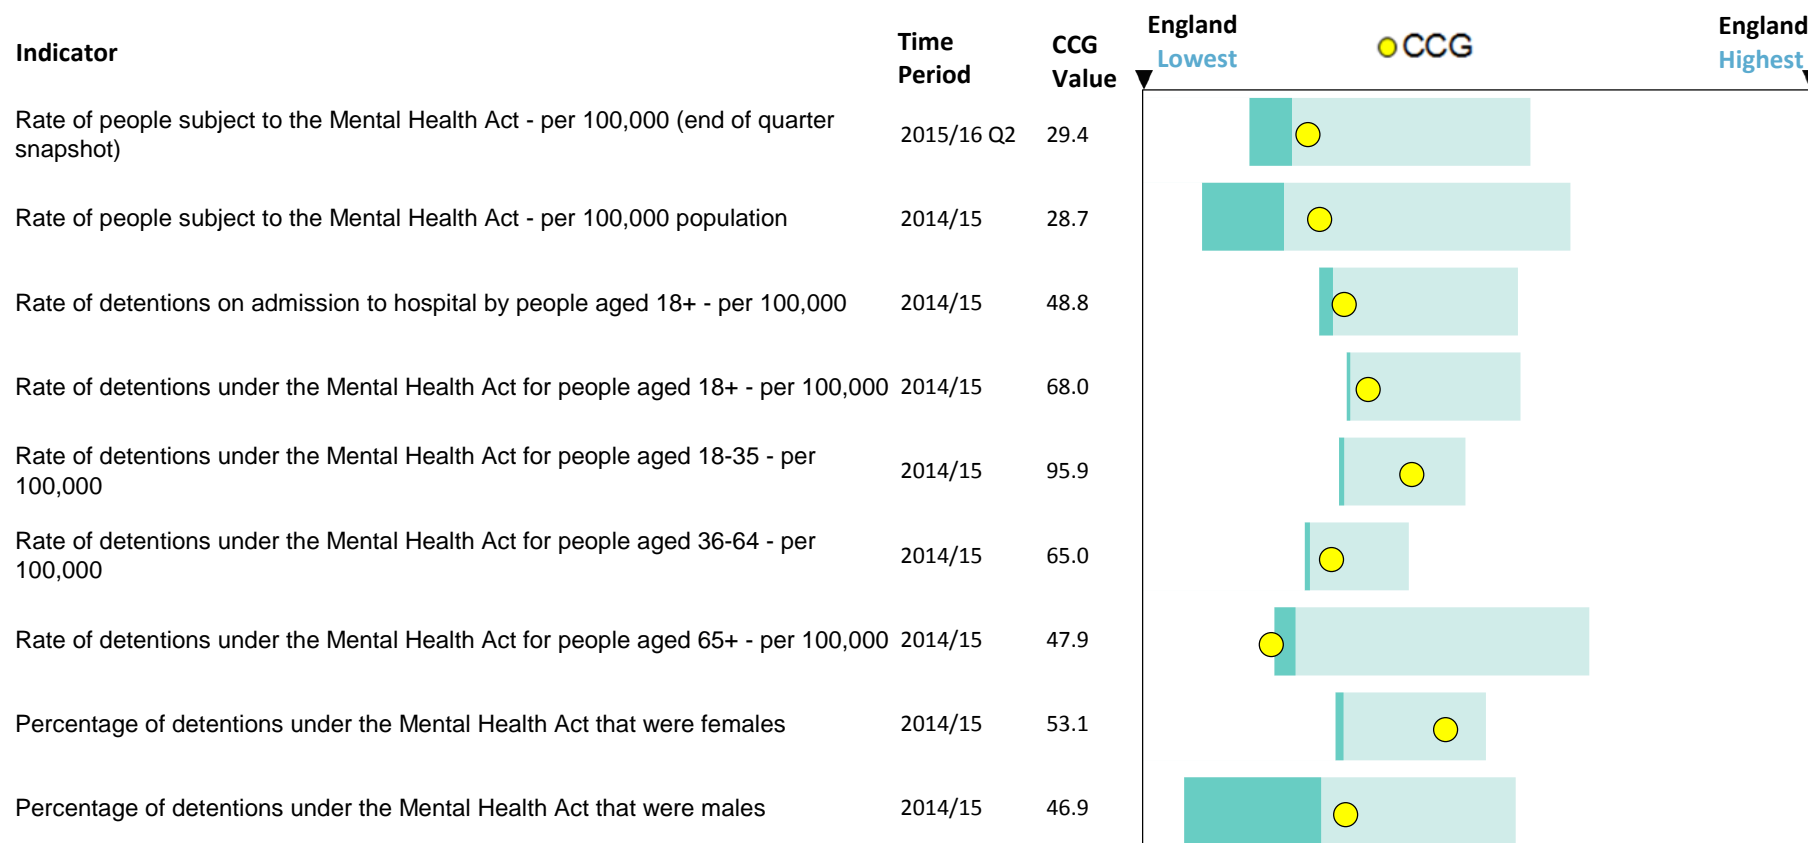 Indicator
Time
Period
CCG
Value
England
Lowest
CCG
England
Highest
Rate of people subject to the Mental Health Act - per 100,000 (end of quarter
snapshot)
2015/16 Q2
29.4
Rate of people subject to the Mental Health Act - per 100,000 population
2014/15
28.7
Rate of detentions on admission to hospital by people aged 18+ - per 100,000
2014/15
48.8
Rate of detentions under the Mental Health Act for people aged 18+ - per 100,000
2014/15
68.0
Rate of detentions under the Mental Health Act for people aged 18-35 - per
100,000
2014/15
95.9
Rate of detentions under the Mental Health Act for people aged 36-64 - per
100,000
2014/15
65.0
Rate of detentions under the Mental Health Act for people aged 65+ - per 100,000
2014/15
47.9
Percentage of detentions under the Mental Health Act that were females
2014/15
53.1
Percentage of detentions under the Mental Health Act that were males
2014/15
46.9